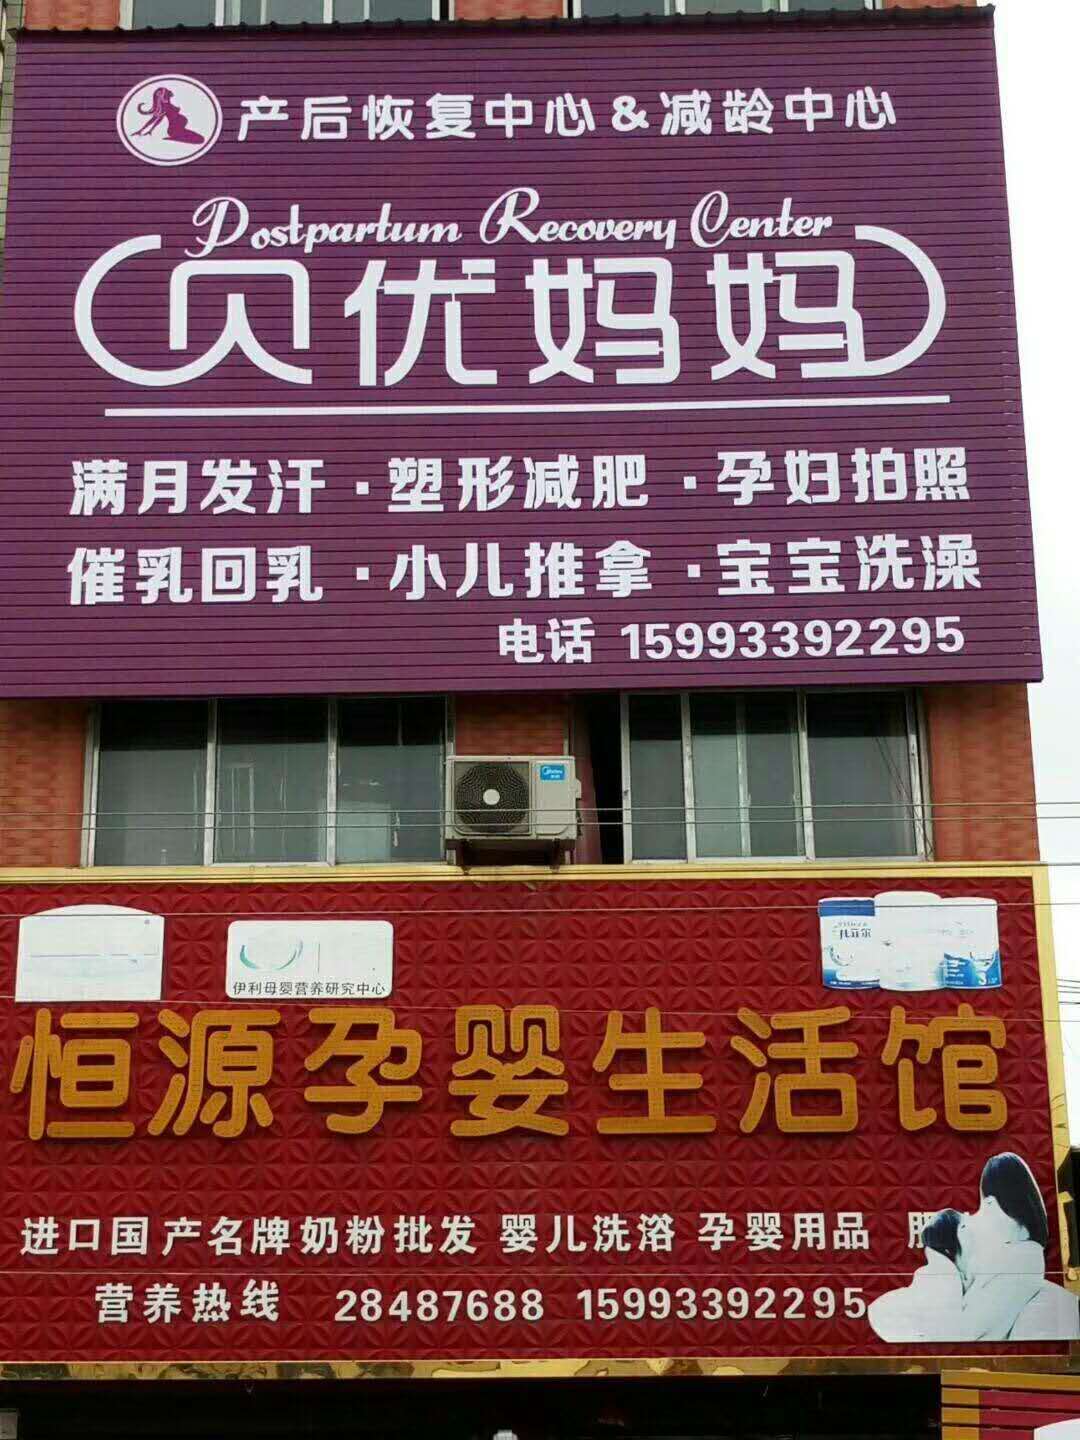 产后恢复中心&减龄中心
Postpartum Recovery Center
贝优妈妈
满月发汗·塑形减肥·孕妇拍照
催乳回乳·小儿推拿·宝宝洗澡
电话 15993392295
Midea
伊利母婴营养研究中心
恒源孕婴生活馆
进口国产名牌奶粉批发 婴儿洗浴 孕婴用品
营养热线 28487688 15993392295